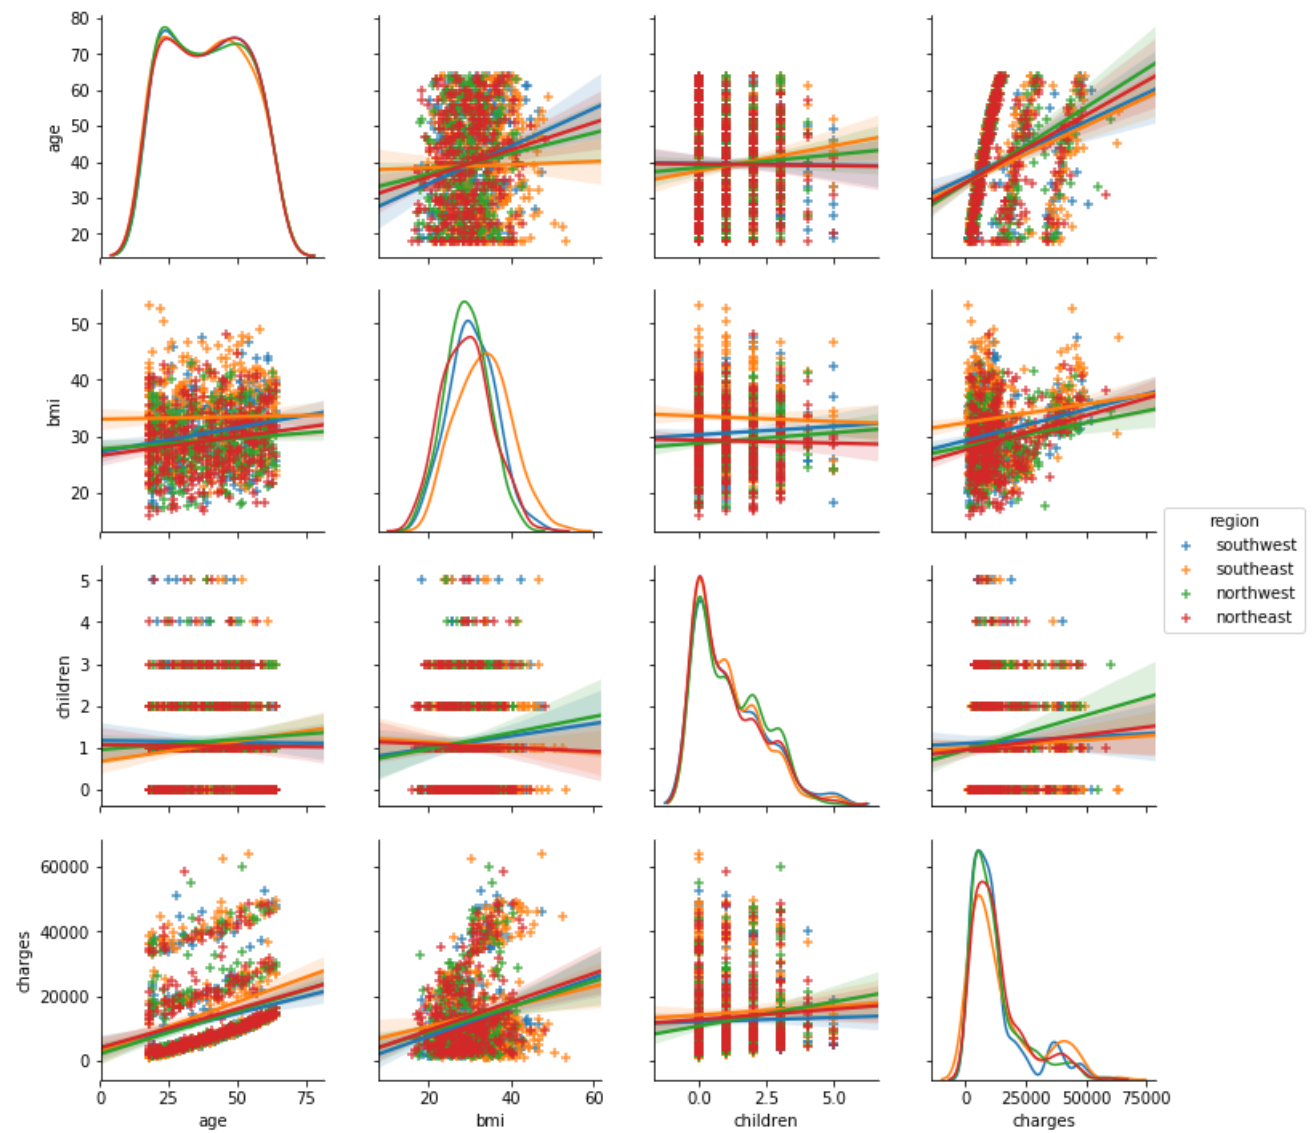 80
70
60
50
40
30
20
age
50
40
30
20
bmi
region
southwest
southeast
northwest
northeast
5
4
3
2
1
0
children
60000
40000
20000
0
charges
0 25 50 75
20 40 60
0.0 2.5 5.0
0 25000 50000 75000
age bmi children charges